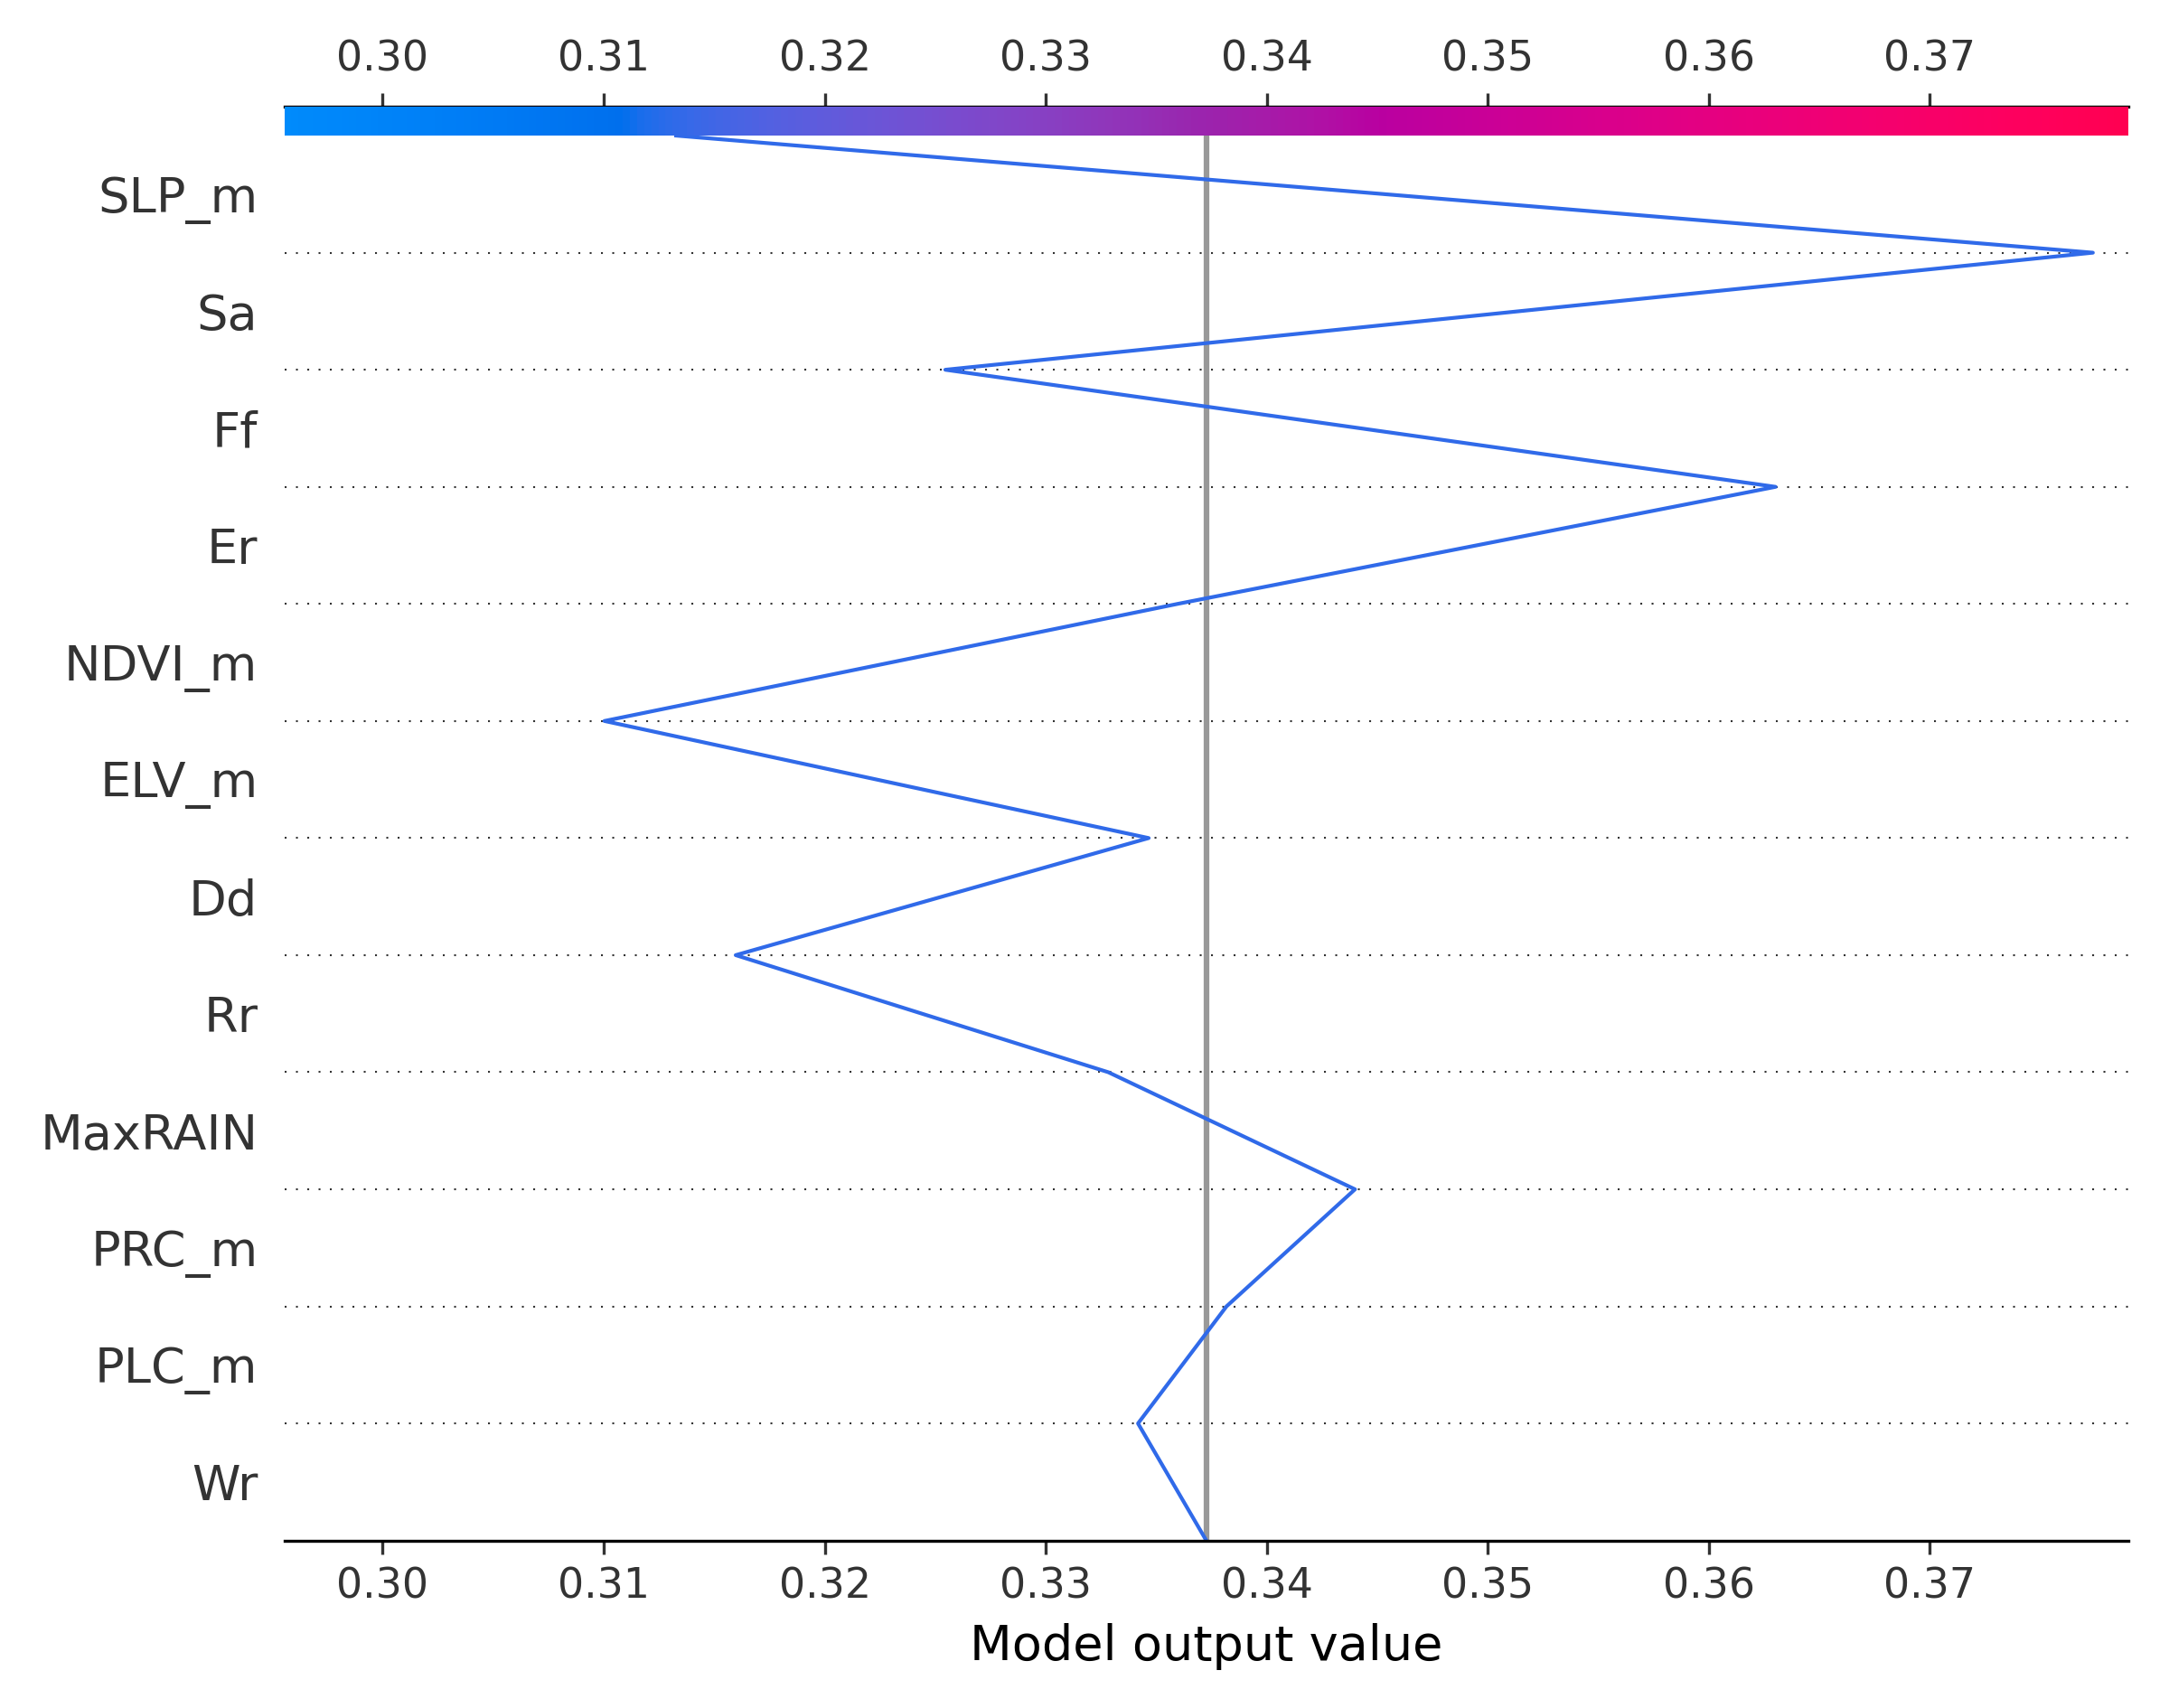 0.30 0.31 0.32 0.33 0.34 0.35 0.36 0.37
SLP_m
Sa
Ff
Er
NDVI_m
ELV_m
Dd
Rr
MaxRAIN
PRC_m
PLC_m
Wr
0.30 0.31 0.32 0.33 0.34 0.35 0.36 0.37
Model output value